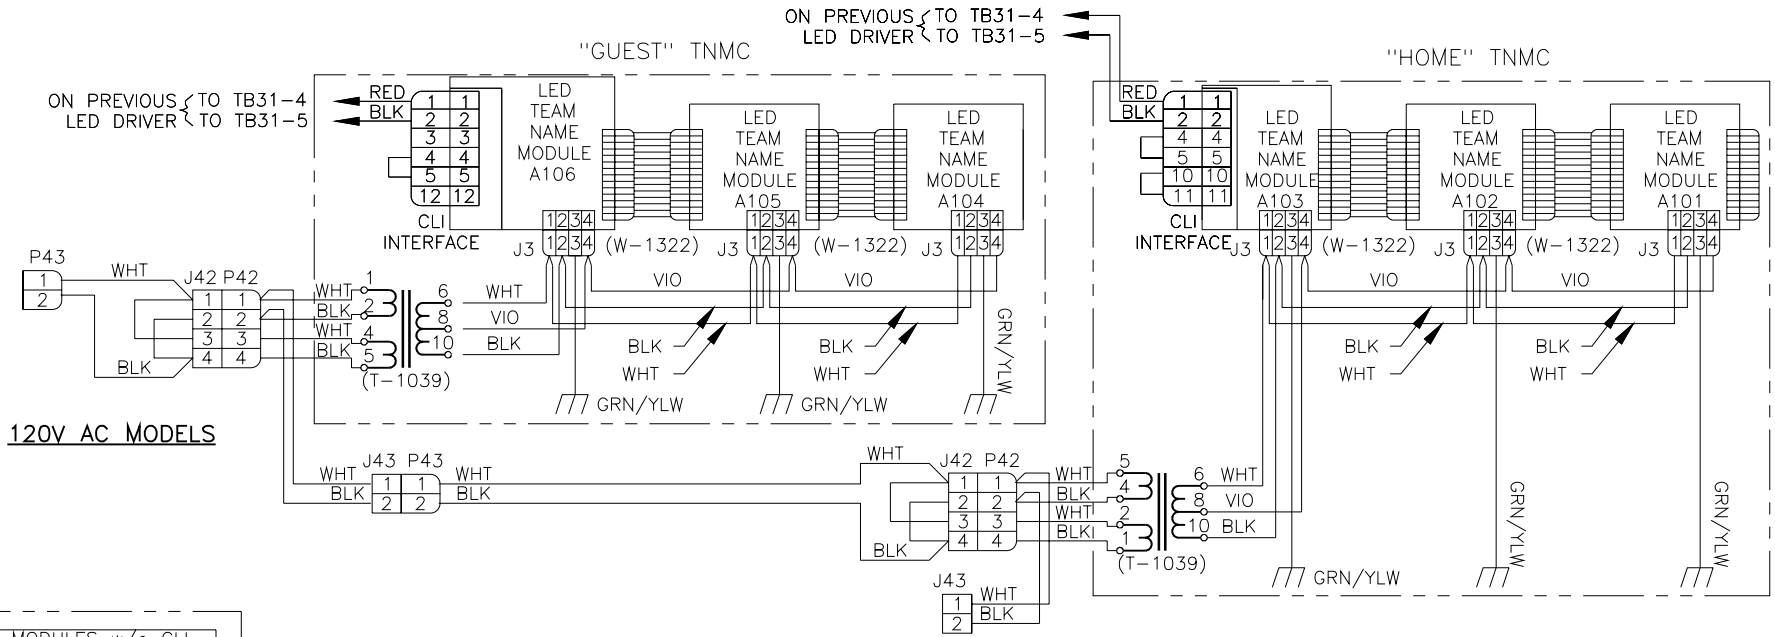 ON PREVIOUS { TO TB31-4
LED DRIVER { TO TB31-5
"GUEST" TNMC
"HOME" TNMC
ON PREVIOUS { TO TB31-4
LED DRIVER { TO TB31-5
RED
BLK
1 1
2 2
3 3
4 4
5 5
12 12
CLI
INTERFACE
LED
TEAM
NAME
MODULE
A106
LED
TEAM
NAME
MODULE
A105
LED
TEAM
NAME
MODULE
A104
RED
BLK
1 1
2 2
4 4
5 5
10 10
11 11
CLI
INTERFACE
LED
TEAM
NAME
MODULE
A103
LED
TEAM
NAME
MODULE
A102
LED
TEAM
NAME
MODULE
A101
1234
J3 1234 (W-1322)
1234
J3 1234 (W-1322)
1234
J3 1234
1234
J3 1234 (W-1322)
1234
J3 1234 (W-1322)
1234
J3 1234
P43
1
2
WHT
BLK
J42 P42
1 1
2 2
3 3
4 4
WHT
BLK
WHT
BLK
1
2
4
5
6
8
10
(T-1039)
WHT
VIO
BLK
VIO
VIO
BLK
WHT
BLK
WHT
GRN/YLW
GRN/YLW
GRN/YLW
VIO
VIO
BLK
WHT
BLK
WHT
120V AC MODELS
WHT
BLK
J43 P43
1 1
2 2
WHT
BLK
WHT
BLK
J42 P42
1 1
2 2
3 3
4 4
WHT
BLK
WHT
BLK
5
4
2
1
6
8
10
(T-1039)
WHT
VIO
BLK
GRN/YLW
GRN/YLW
GRN/YLW
J43
1
2
WHT
BLK